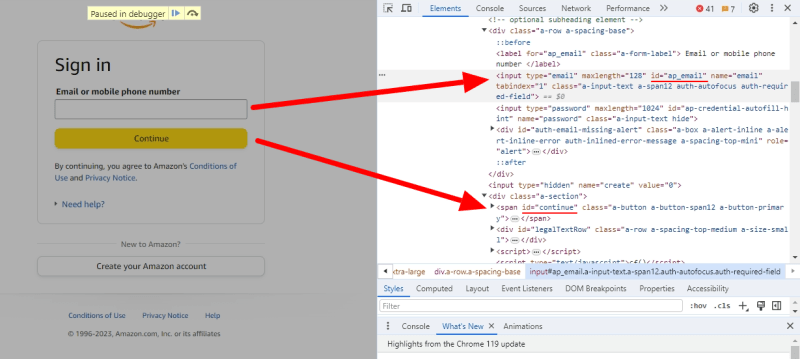 Paused in debugger
Sign in
Email or mobile phone number
Continue
By continuing, you agree to Amazon's Conditions of
Use and Privacy Notice.
Need help?
New to Amazon?
Create your Amazon account
Conditions of Use Privacy Notice Help
© 1996-2023, Amazon.com, Inc. or its affiliates
Elements Console Sources Network Performance » 41 7
<!-- optional subheading element -->
<div class="a-row a-spacing-base">
::before
<label for="ap_email" class="a-form-label"> Email or mobile phone
number </label>
… <input type="email" maxlength="128" id="ap_email" name="email"
tabindex="1" class="a-input-text a-span12 auth-autofocus auth-requir
ed-field"> == $0
<input type="password" maxlength="1024" id="ap-credential-autofill-h
int" name="password" class="a-input-text hide">
<div id="auth-email-missing-alert" class="a-box a-alert-inline a-ale
rt-inline-error auth-inlined-error-message a-spacing-top-mini" role=
"alert"> … </div>
::after
</div>
<input type="hidden" name="create" value="0">
<div class="a-section">
<span id="continue" class="a-button a-button-span12 a-button-primar
y"> … </span>
<div id="legalTextRow" class="a-row a-spacing-top-medium a-size-smal
l"> … </div>
<script> … </script>
<script type="text/javascript">cf()</script>
xtra-large div.a-row.a-spacing-base input#ap_email.a-input-text.a-span12.auth-autofocus.auth-required-field
Styles Computed Layout Event Listeners DOM Breakpoints Properties Accessibility
Filter :hov .cls
Console What's New Animations
Highlights from the Chrome 119 update